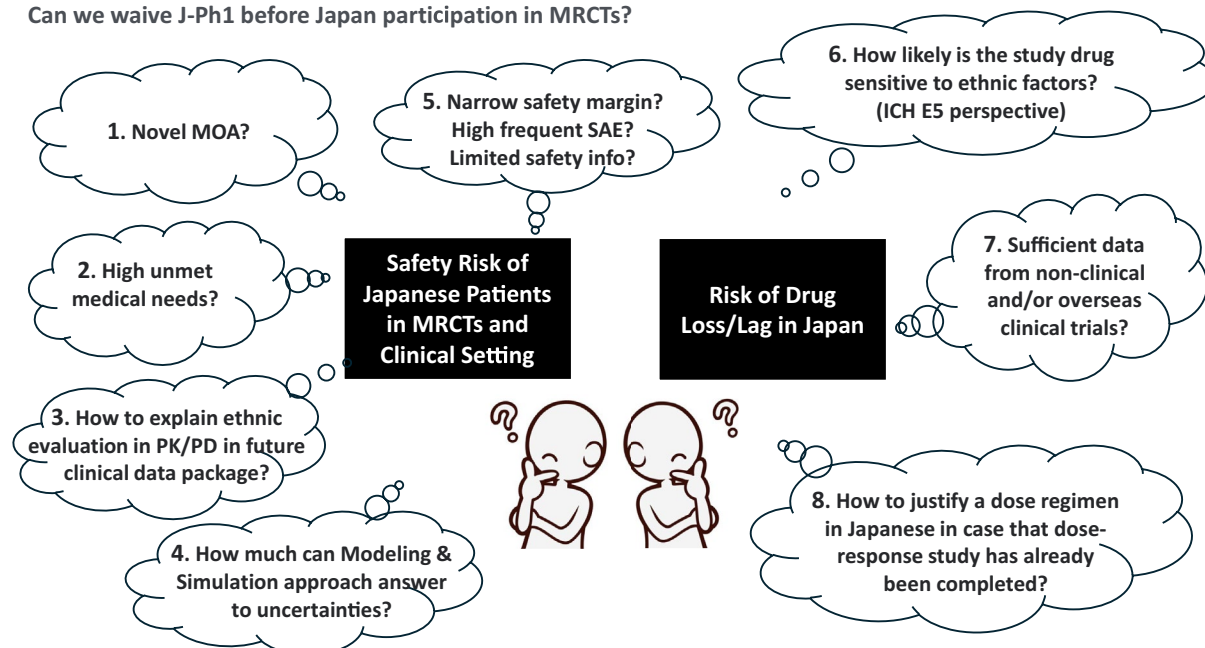 Can we waive J-Ph1 before Japan participation in MRCTs?
1. Novel MOA?
5. Narrow safety margin?
High frequent SAE?
Limited safety info?
6. How likely is the study drug
sensitive to ethnic factors?
(ICH E5 perspective)
2. High unmet
medical needs?
Safety Risk of
Japanese Patients
in MRCTs and
Clinical Setting
Risk of Drug
Loss/Lag in Japan
7. Sufficient data
from non-clinical
and/or overseas
clinical trials?
3. How to explain ethnic
evaluation in PK/PD in future
clinical data package?
?
?
4. How much can Modeling &
Simulation approach answer
to uncertainties?
8. How to justify a dose regimen
in Japanese in case that dose-
response study has already
been completed?